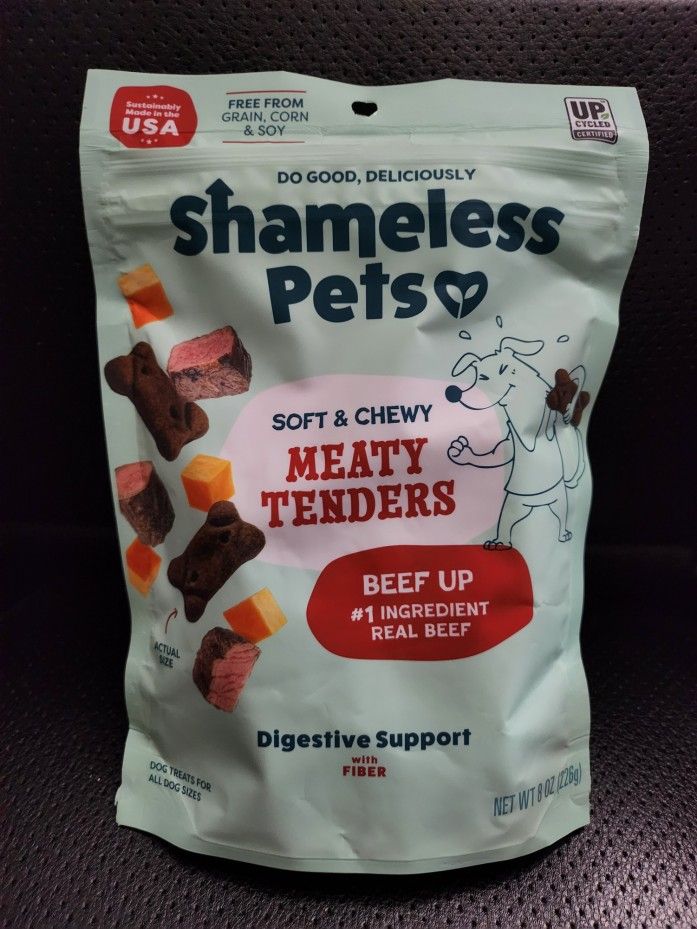 Sustainably
Made in the
USA
FREE FROM
GRAIN, CORN
& SOY
UP
CYCLED
CERTIFIED
DO GOOD, DELICIOUSLY
Shameless
Pets
SOFT & CHEWY
MEATY
TENDERS
BEEF UP
#1 INGREDIENT
REAL BEEF
ACTUAL
SIZE
Digestive Support
with
FIBER
DOG TREATS FOR
ALL DOG SIZES
NET WT 8 OZ (226g)